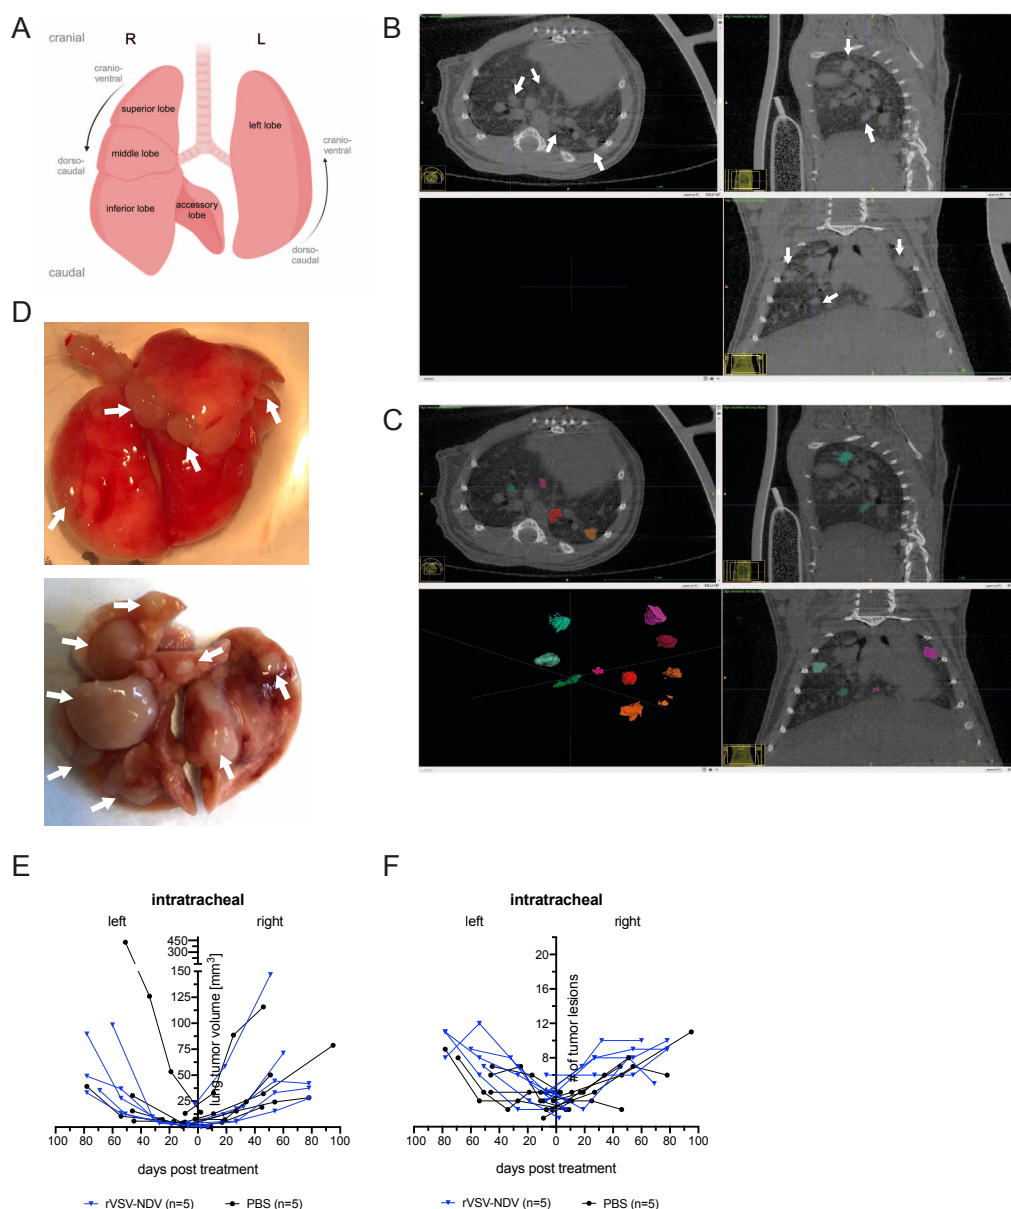 A
cranial
R
L
cranio-
ventral
superior lobe
left lobe
middle lobe
dorso-
caudal
inferior lobe
accessory
lobe
cranio-
ventral
dorso-
caudal
caudal
B
C
D
E
intratracheal
left
right
lung tumor volume [mm³]
450
300
150
125
100
75
50
25
100
80
60
40
20
0
20
40
60
80
100
days post treatment
rVSV-NDV (n=5)
PBS (n=5)
F
intratracheal
left
right
# of tumor lesions
20
16
12
8
4
100
80
60
40
20
0
20
40
60
80
100
days post treatment
rVSV-NDV (n=5)
PBS (n=5)